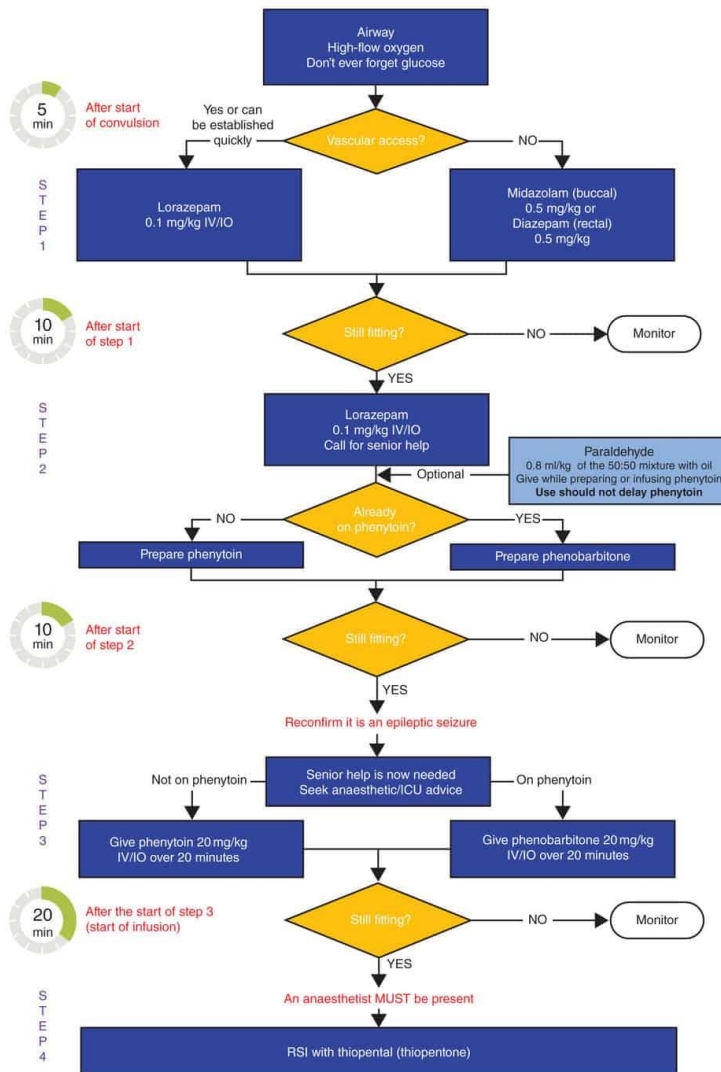 Airway
High-flow oxygen
Don't ever forget glucose
5
min
After start
of convulsion
Yes or can
be established
quickly
Vascular access?
NO
STEP 1
Lorazepam
0.1 mg/kg IV/IO
Midazolam (buccal)
0.5 mg/kg or
Diazepam (rectal)
0.5 mg/kg
10
min
After start
of step 1
Still fitting?
NO
Monitor
YES
STEP 2
Lorazepam
0.1 mg/kg IV/IO
Call for senior help
Optional
Paraldehyde
0.8 ml/kg of the 50:50 mixture with oil
Give while preparing or infusing phenytoin
Use should not delay phenytoin
NO
Already
on phenytoin?
YES
Prepare phenytoin
Prepare phenobarbitone
10
min
After start
of step 2
Still fitting?
NO
Monitor
YES
Reconfirm it is an epileptic seizure
STEP 3
Not on phenytoin
Senior help is now needed
Seek anaesthetic/ICU advice
On phenytoin
Give phenytoin 20 mg/kg
IV/IO over 20 minutes
Give phenobarbitone 20 mg/kg
IV/IO over 20 minutes
20
min
After the start of step 3
(start of infusion)
Still fitting?
NO
Monitor
YES
An anaesthetist MUST be present
STEP 4
RSI with thiopental (thiopentone)